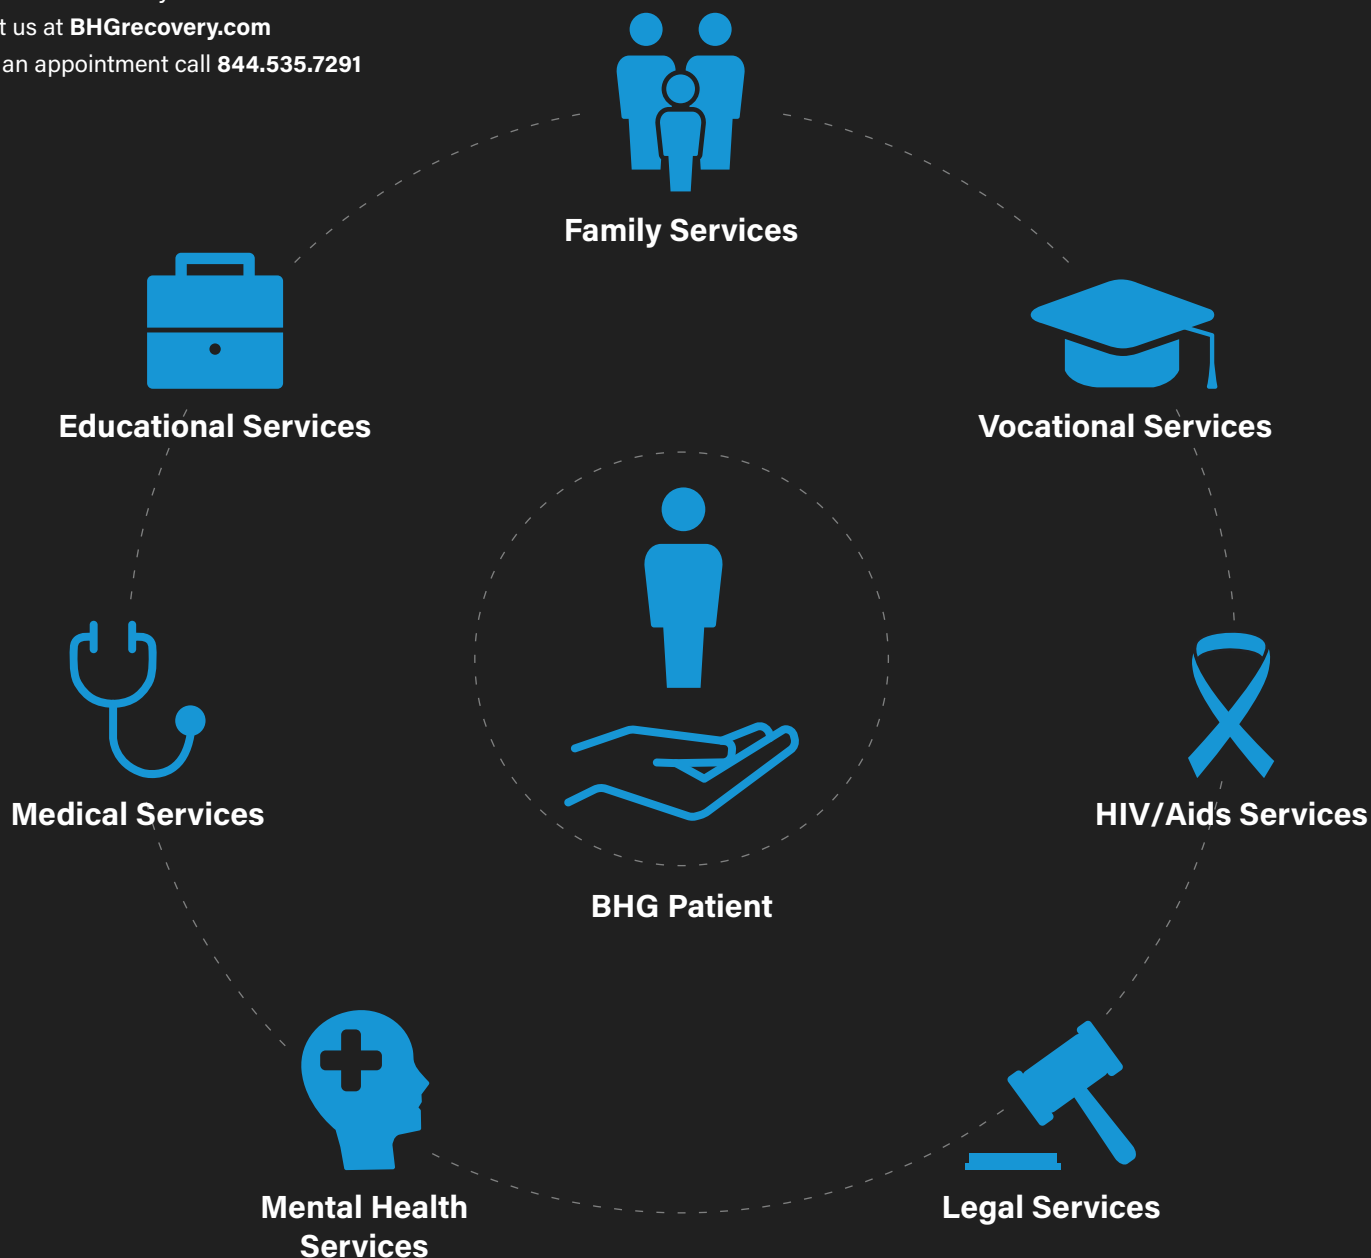 t us at BHGrecovery.com
an appointment call 844.535.7291
Family Services
Educational Services
Vocational Services
Medical Services
HIV/Aids Services
BHG Patient
Mental Health
Services
Legal Services